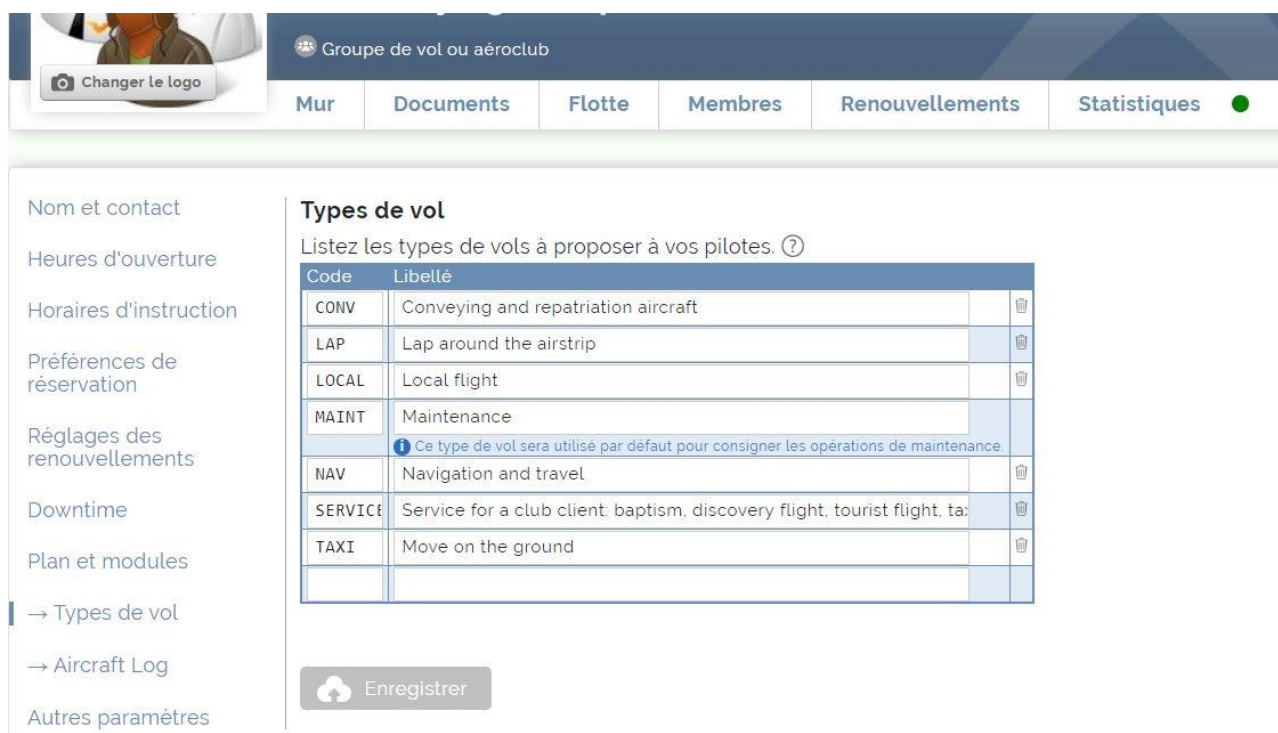 Groupe de vol ou aéroclub
Changer le logo
Mur Documents Flotte Membres Renouvellements Statistiques
Nom et contact
Heures d'ouverture
Horaires d'instruction
Préférences de
réservation
Réglages des
renouvellements
Downtime
Plan et modules
→ Types de vol
→ Aircraft Log
Autres paramètres
Types de vol
Listez les types de vols à proposer à vos pilotes. ?
Code Libellé
CONV Conveying and repatriation aircraft
LAP Lap around the airstrip
LOCAL Local flight
MAINT Maintenance
Ce type de vol sera utilisé par défaut pour consigner les opérations de maintenance.
NAV Navigation and travel
SERVICE Service for a club client: baptism, discovery flight, tourist flight,
TAXI Move on the ground
Enregistrer